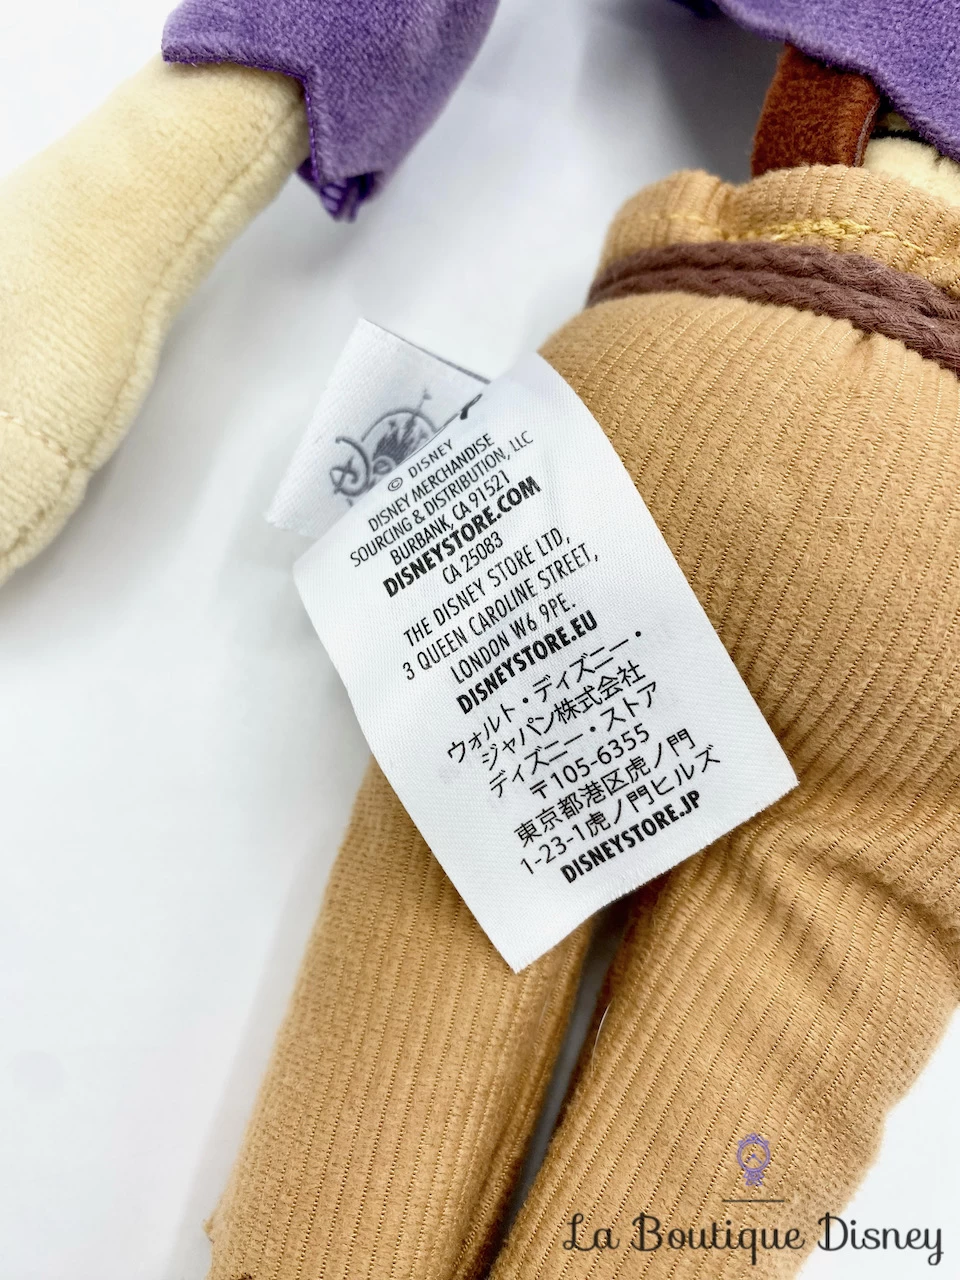 © DISNEY
DISNEY MERCHANDISE
SOURCING & DISTRIBUTION, LLC
BURBANK, CA 91521
DISNEYSTORE.COM
CA 25083
THE DISNEY STORE LTD,
3 QUEEN CAROLINE STREET,
LONDON W6 9PE.
DISNEYSTORE.EU
ウォルト・ディズニー・
ジャパン株式会社
ディズニー・ストア
〒105-6355
東京都港区虎ノ門
1-23-1虎ノ門ヒルズ
DISNEYSTORE.JP
La Boutique Disney